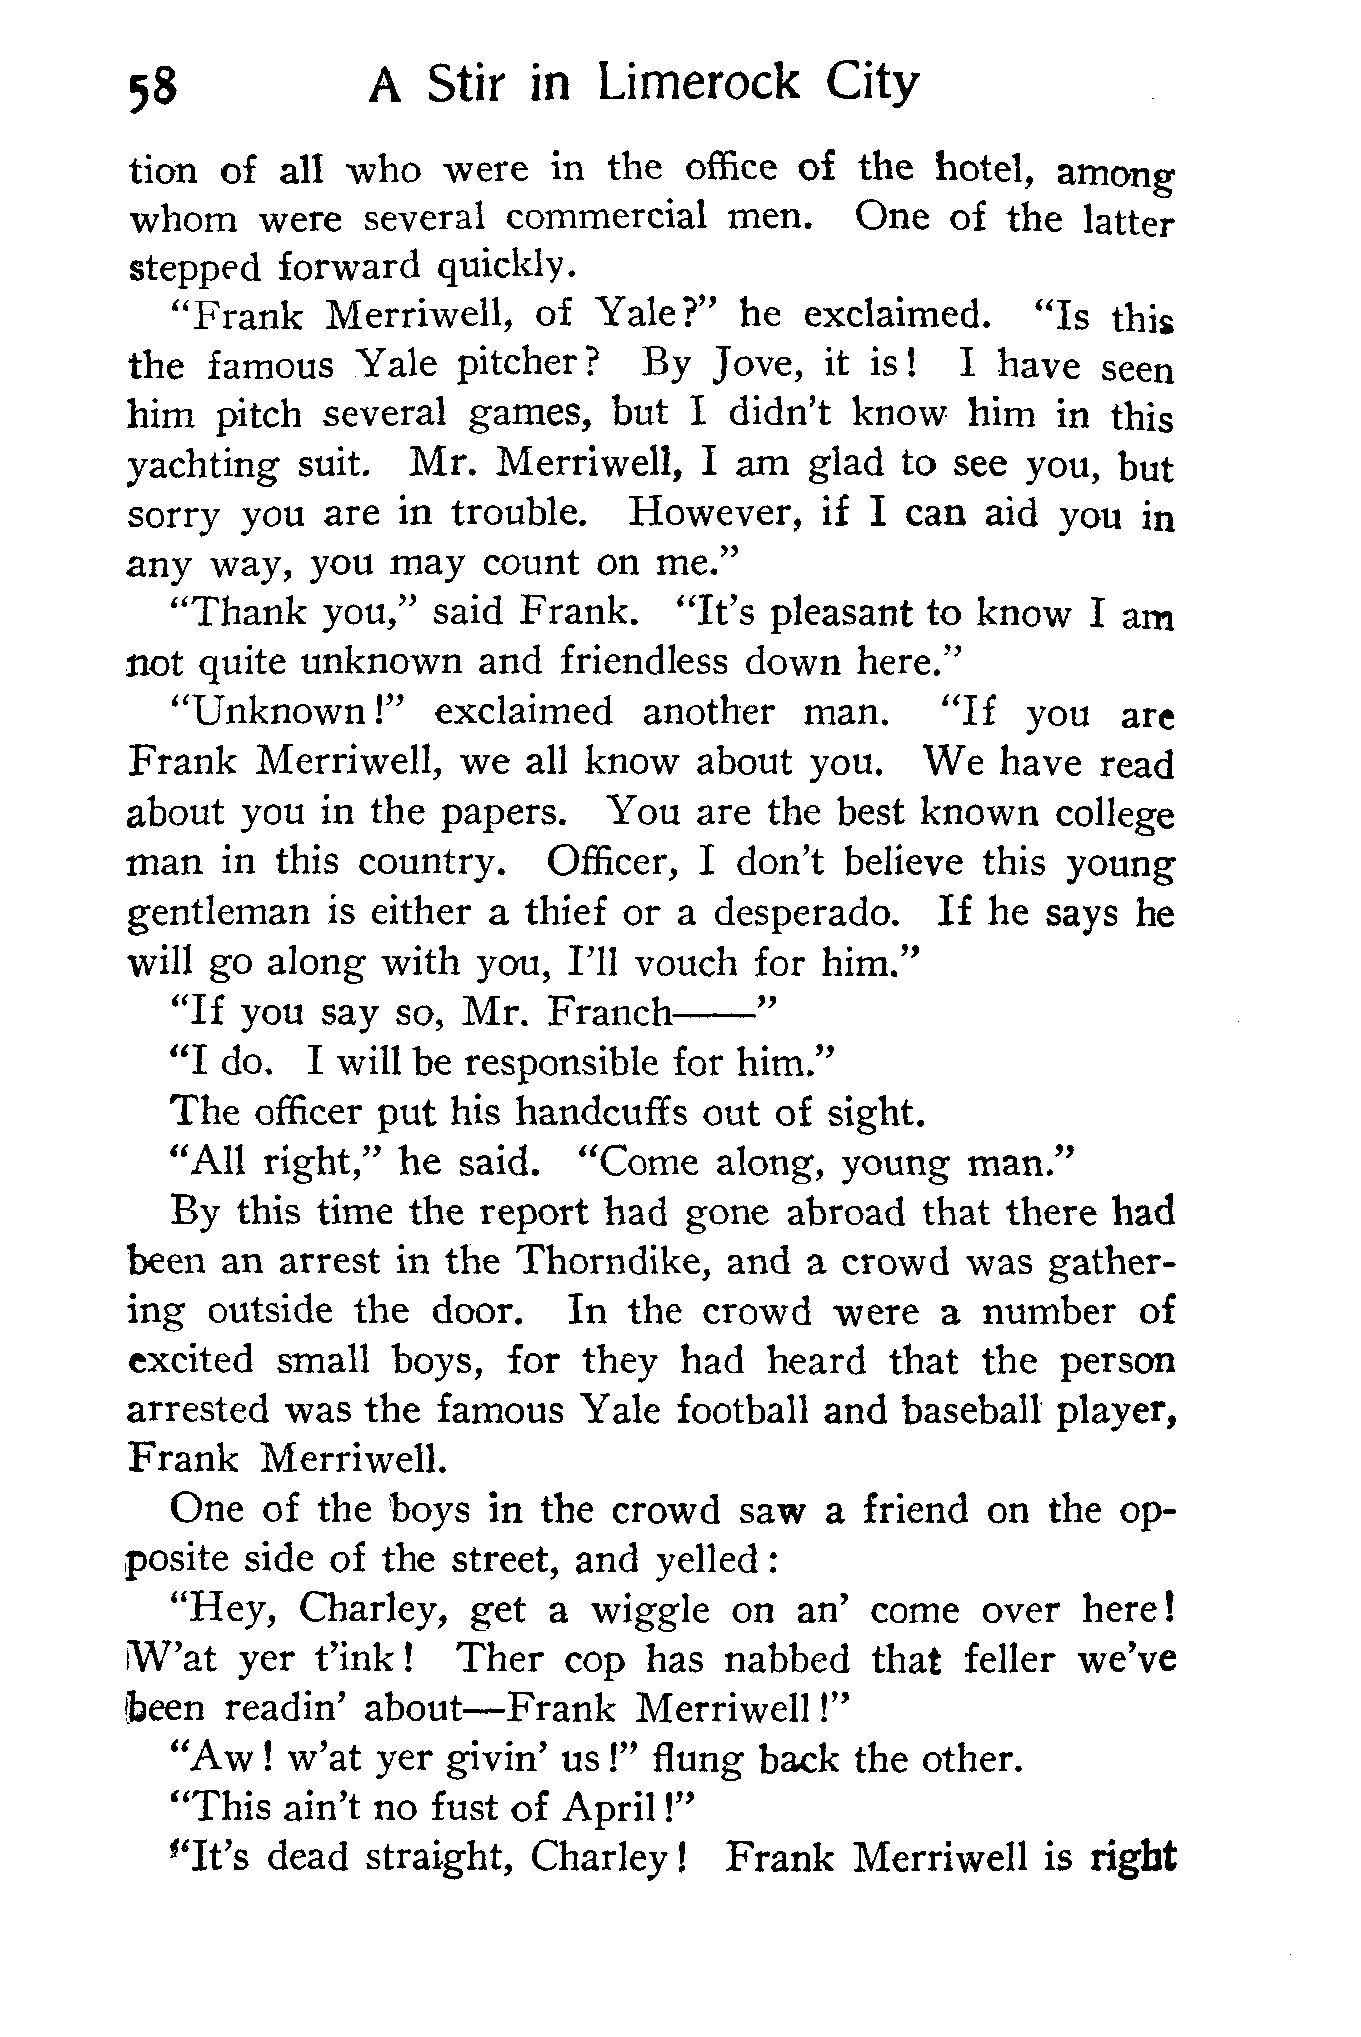 58 A Stir in Limerock City
tion of all who were in the office of the hotel, among
whom were several commercial men. One of the latter
stepped forward quickly.
“Frank Merriwell, of Yale?” he exclaimed. “Is this
the famous Yale pitcher? By Jove, it is! I have seen
him pitch several games, but I didn’t know him in this
yachting suit. Mr. Merriwell, I am glad to see you, but
sorry you are in trouble. However, if I can aid you in
any way, you may count on me.”
“Thank you,” said Frank. “It’s pleasant to know I am
not quite unknown and friendless down here.”
“Unknown!” exclaimed another man. “If you are
Frank Merriwell, we all know about you. We have read
about you in the papers. You are the best known college
man in this country. Officer, I don’t believe this young
gentleman is either a thief or a desperado. If he says he
will go along with you, I’ll vouch for him.”
“If you say so, Mr. Franch——”
“I do. I will be responsible for him.”
The officer put his handcuffs out of sight.
“All right,” he said. “Come along, young man.”
By this time the report had gone abroad that there had
been an arrest in the Thorndike, and a crowd was gather-
ing outside the door. In the crowd were a number of
excited small boys, for they had heard that the person
arrested was the famous Yale football and baseball player,
Frank Merriwell.
One of the boys in the crowd saw a friend on the op-
posite side of the street, and yelled:
“Hey, Charley, get a wiggle on an’ come over here!
W’at yer t’ink! Ther cop has nabbed that feller we’ve
been readin’ about—Frank Merriwell!”
“Aw! w’at yer givin’ us!” flung back the other.
“This ain’t no fust of April!”
“It’s dead straight, Charley! Frank Merriwell is right